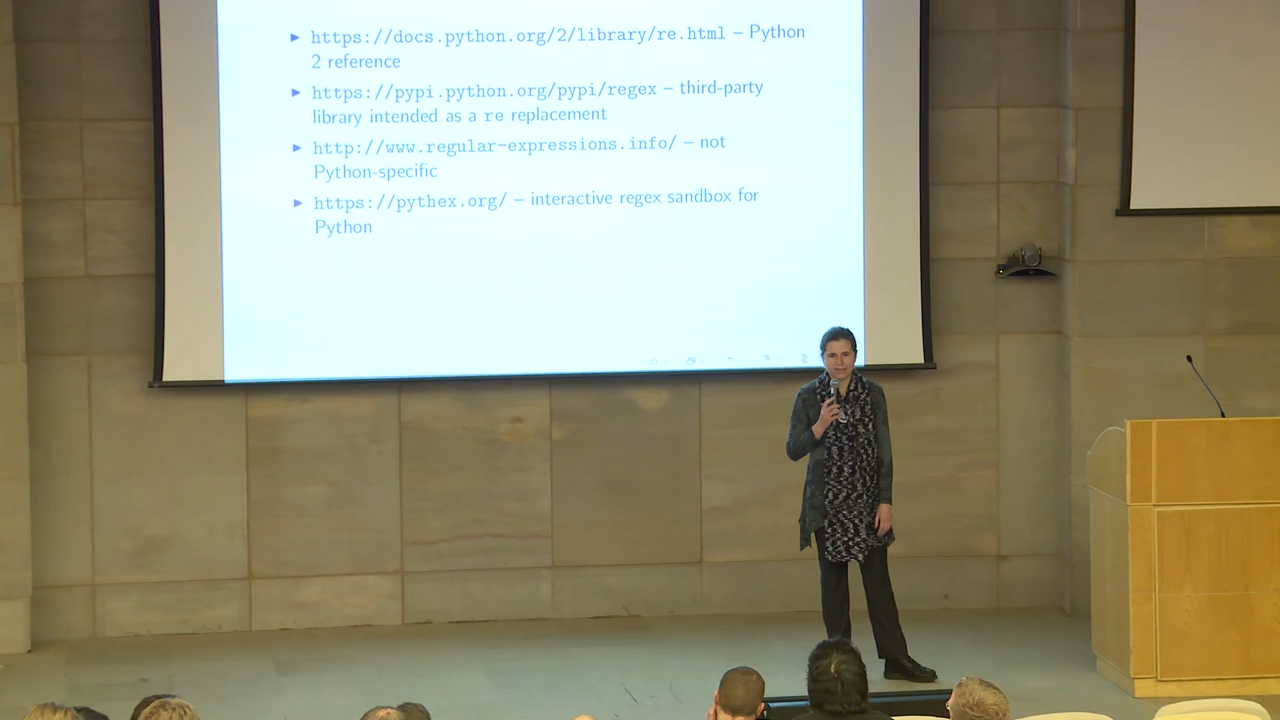 ▶ https://docs.python.org/2/library/re.html – Python
2 reference
▶ https://pypi.python.org/pypi/regex – third-party
library intended as a re replacement
▶ http://www.regular-expressions.info/ – not
Python-specific
▶ https://pythex.org/ – interactive regex sandbox for
Python